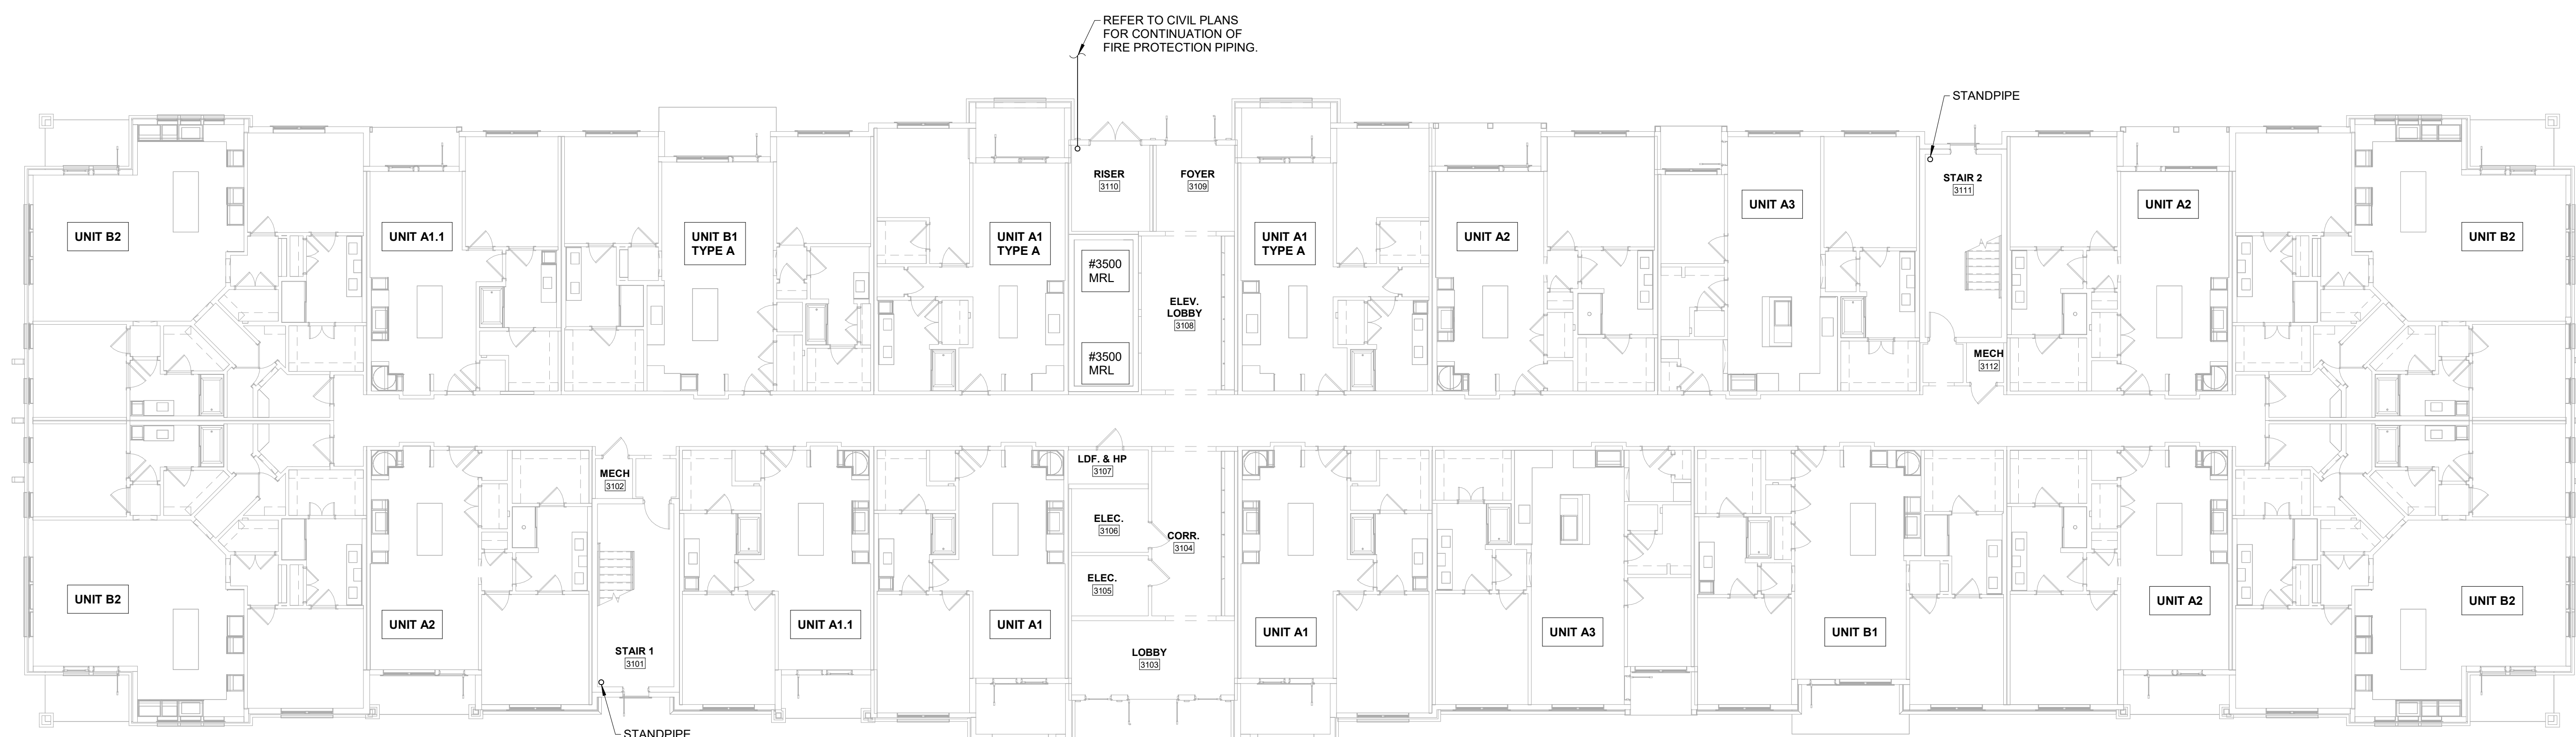 REFER TO CIVIL PLANS
FOR CONTINUATION OF
FIRE PROTECTION PIPING.
STANDPIPE
UNIT B2
UNIT A1.1
UNIT B1
TYPE A
UNIT A1
TYPE A
RISER
3110
FOYER
3109
UNIT A1
TYPE A
UNIT A2
UNIT A3
STAIR 2
3111
UNIT A2
UNIT B2
#3500
MRL
ELEV.
LOBBY
3108
#3500
MRL
MECH
3112
MECH
3102
LDF. & HP
3107
ELEC.
3106
CORR.
3104
ELEC.
3105
UNIT B2
UNIT A2
STAIR 1
3101
UNIT A1.1
UNIT A1
LOBBY
3103
UNIT A1
UNIT A3
UNIT B1
UNIT A2
UNIT B2
STANDPIPE